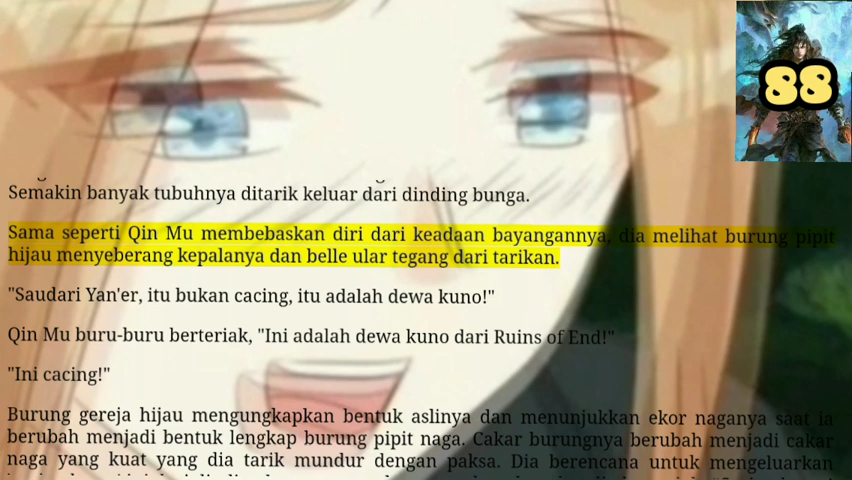 88
Semakin banyak tubuhnya ditarik keluar dari dinding bunga.
Sama seperti Qin Mu membebaskan diri dari keadaan bayangannya, dia melihat burung pipit
hijau menyeberang kepalanya dan belle ular tegang dari tarikan.
"Saudari Yan'er, itu bukan cacing, itu adalah dewa kuno!"
Qin Mu buru-buru berteriak, "Ini adalah dewa kuno dari Ruins of End!"
"Ini cacing!"
Burung gereja hijau mengungkapkan bentuk aslinya dan menunjukkan ekor naganya saat ia
berubah menjadi bentuk lengkap burung pipit naga. Cakar burungnya berubah menjadi cakar
naga yang kuat yang dia tarik mundur dengan paksa. Dia berencana untuk mengeluarkan